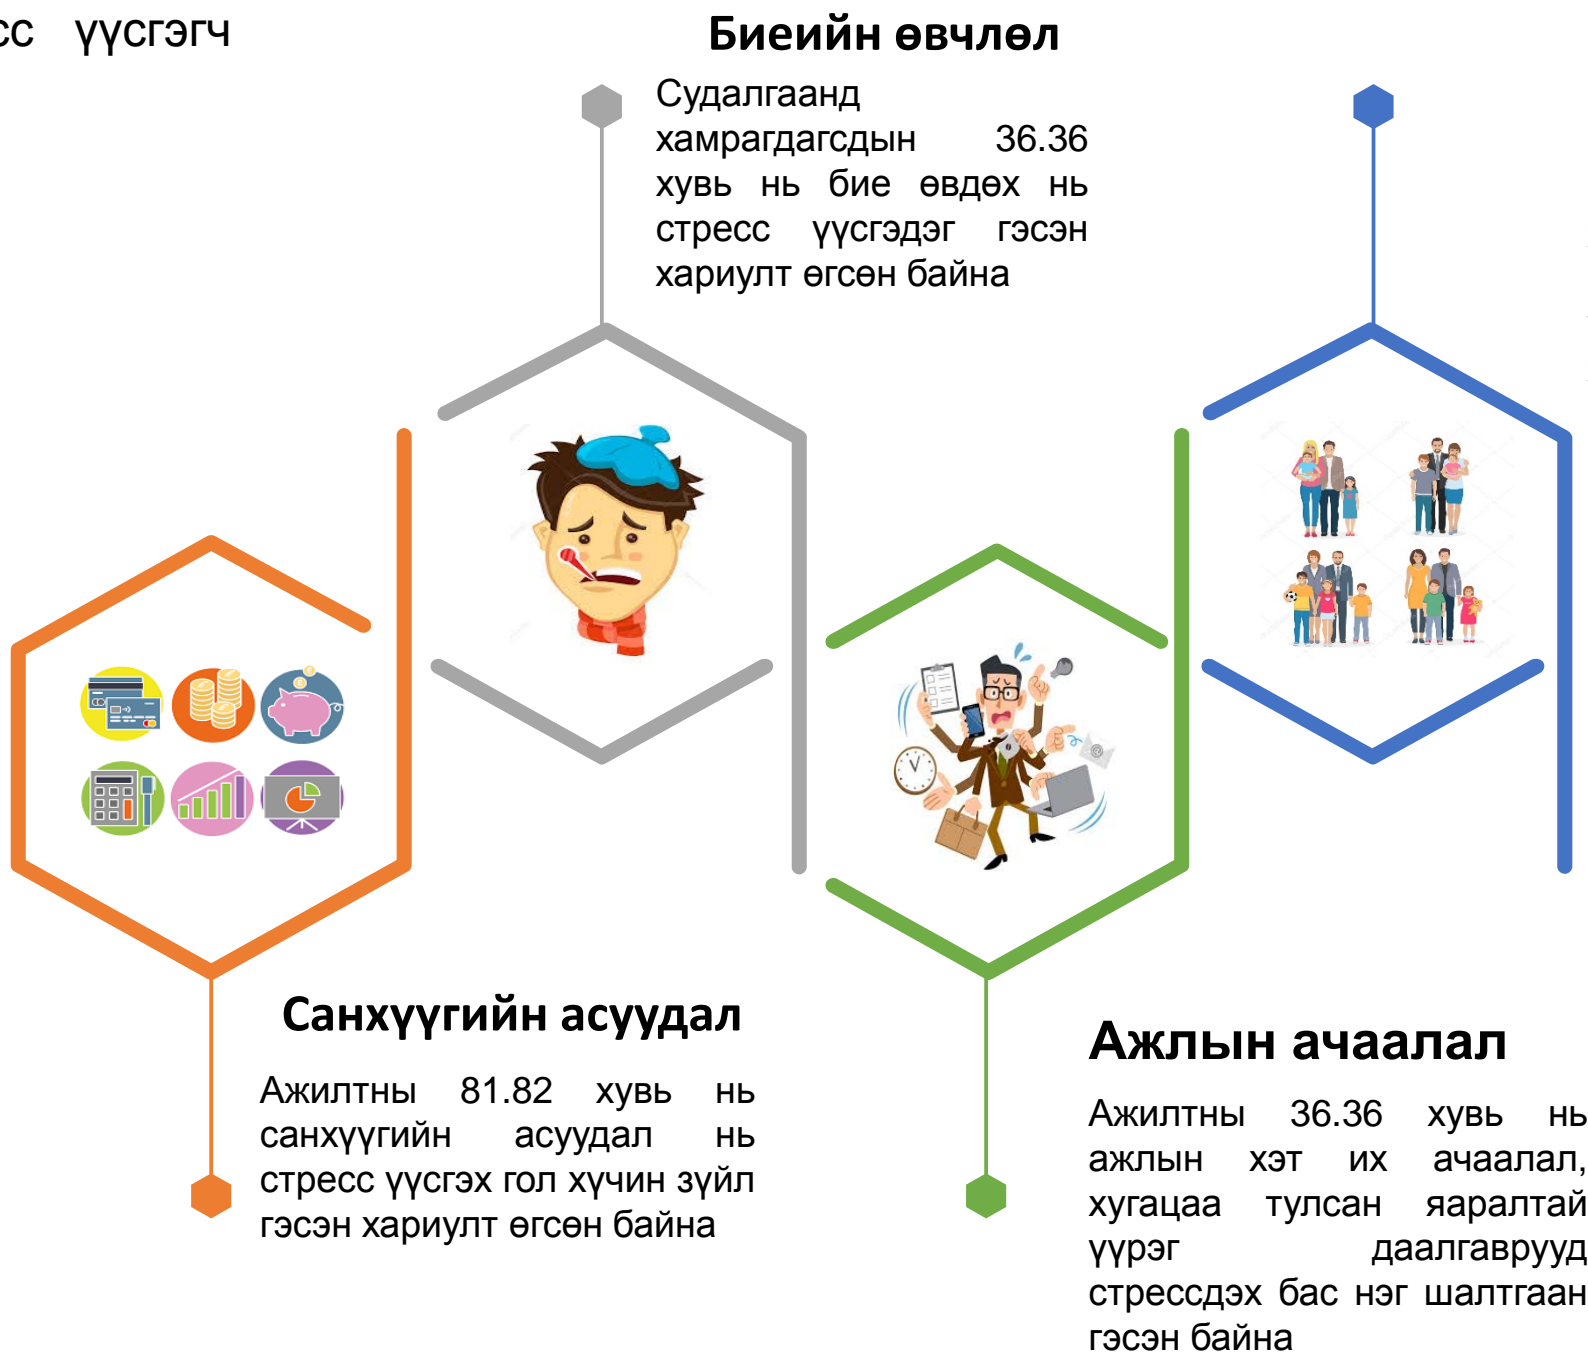 үүсгэгч
Биеийн өвчлөл
Судалгаанд
хамрагдагсдын 36.36
хувь нь бие өвдөх нь
стресс үүсгэдэг гэсэн
хариулт өгсөн байна
Санхүүгийн асуудал
Ажилтны 81.82 хувь нь
санхүүгийн асуудал нь
стресс үүсгэх гол хүчин зүйл
гэсэн хариулт өгсөн байна
Ажлын ачаалал
Ажилтны 36.36 хувь нь
ажлын хэт их ачаалал,
хугацаа тулсан яаралтай
үүрэг даалгаврууд
стрессдэх бас нэг шалтгаан
гэсэн байна